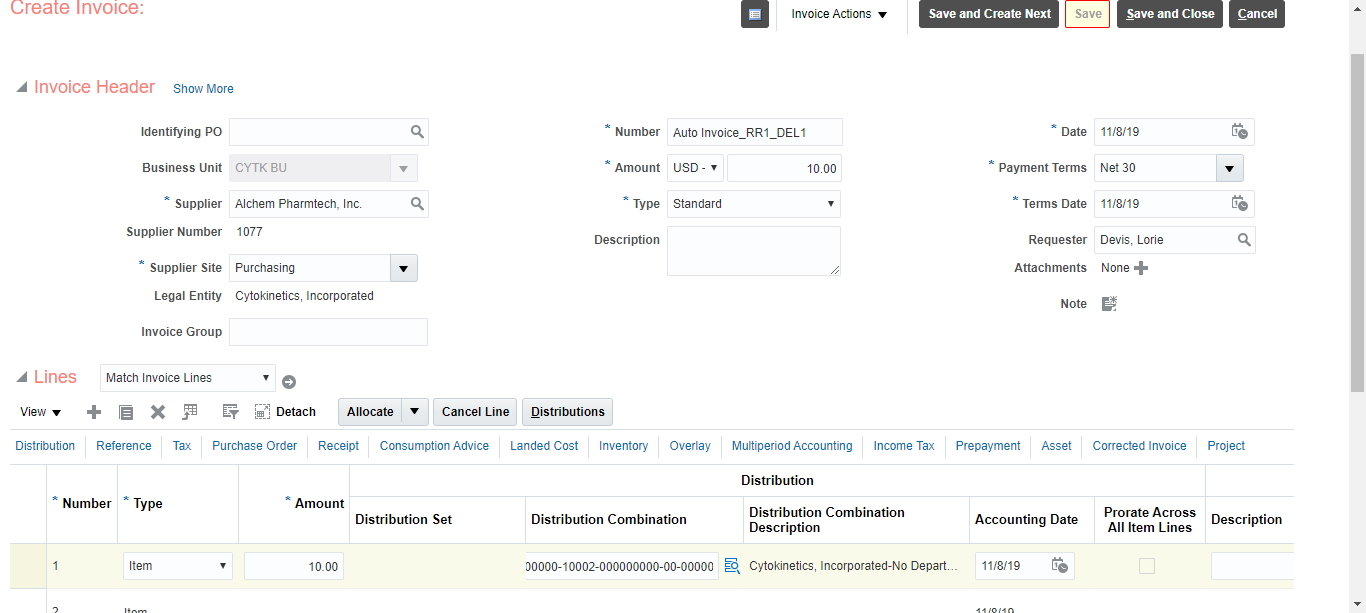 Create Invoice:
Invoice Actions
Save and Create Next
Save
Save and Close
Cancel
Invoice Header
Show More
Identifying PO
* Number Auto Invoice_RR1_DEL1
* Date 11/8/19
Business Unit CYTK BU
* Amount USD - 10.00
* Payment Terms Net 30
* Supplier Alchem Pharmtech, Inc.
* Type Standard
* Terms Date 11/8/19
Supplier Number 1077
Description
Requester Devis, Lorie
* Supplier Site Purchasing
Attachments None
Legal Entity Cytokinetics, Incorporated
Note
Invoice Group
Lines Match Invoice Lines
View
Detach
Allocate
Cancel Line
Distributions
Distribution Reference Tax Purchase Order Receipt Consumption Advice Landed Cost Inventory Overlay Multiperiod Accounting Income Tax Prepayment Asset Corrected Invoice Project
Distribution
* Number * Type * Amount
Distribution Set
Distribution Combination
Distribution Combination
Description
Accounting Date
Prorate Across
All Item Lines
Description
1 Item 10.00 00000-10002-000000000-00-00000 Cytokinetics, Incorporated-No Depart... 11/8/19
2 Item 11/8/19